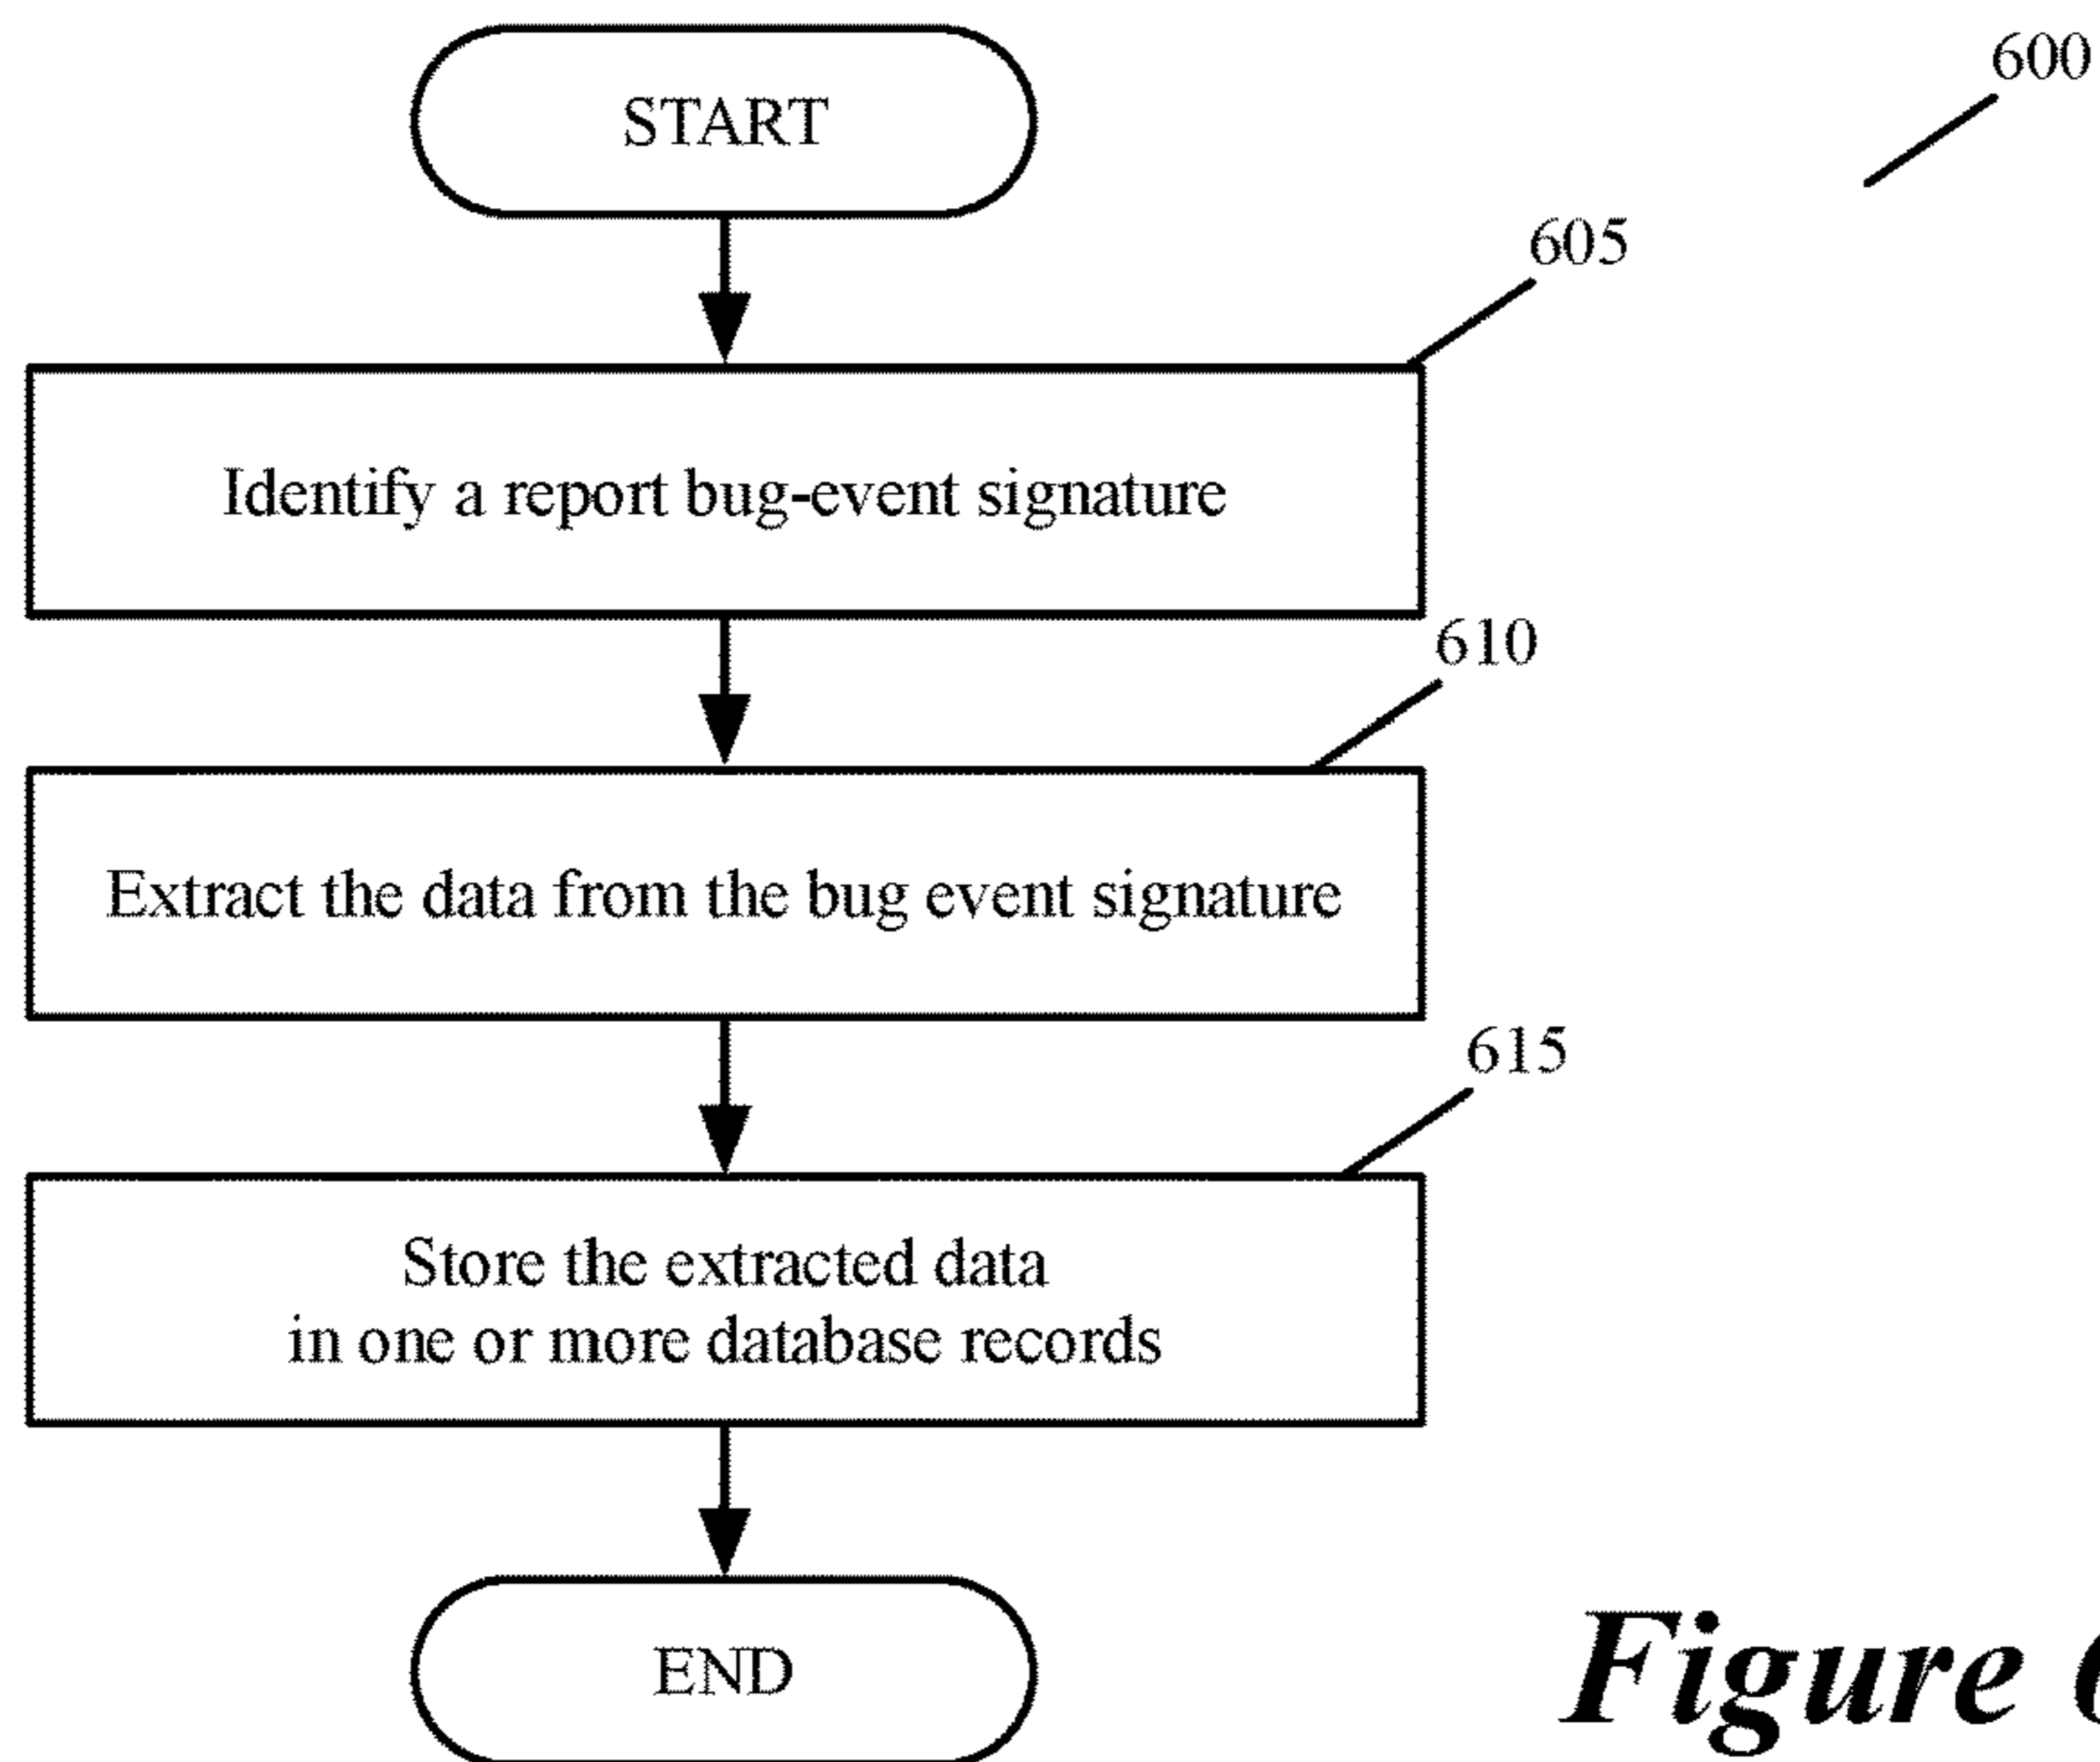 START
600
605
Identify a report bug-event signature
610
Extract the data from the bug event signature
615
Store the extracted data
in one or more database records
END
Figure